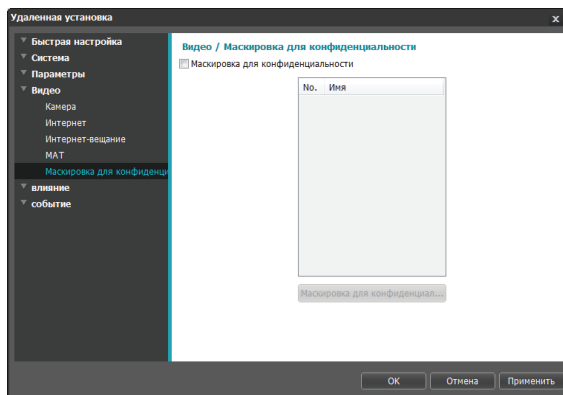 Удаленная установка
x
Быстрая настройка
Система
Параметры
Видео
Камера
Интернет
Интернет-вещание
МАТ
Маскировка для конфиденци
влияние
событие
Видео / Маскировка для конфиденциальности
Маскировка для конфиденциальности
No. Имя
Маскировка для конфиденциал...
OK Отмена Применить